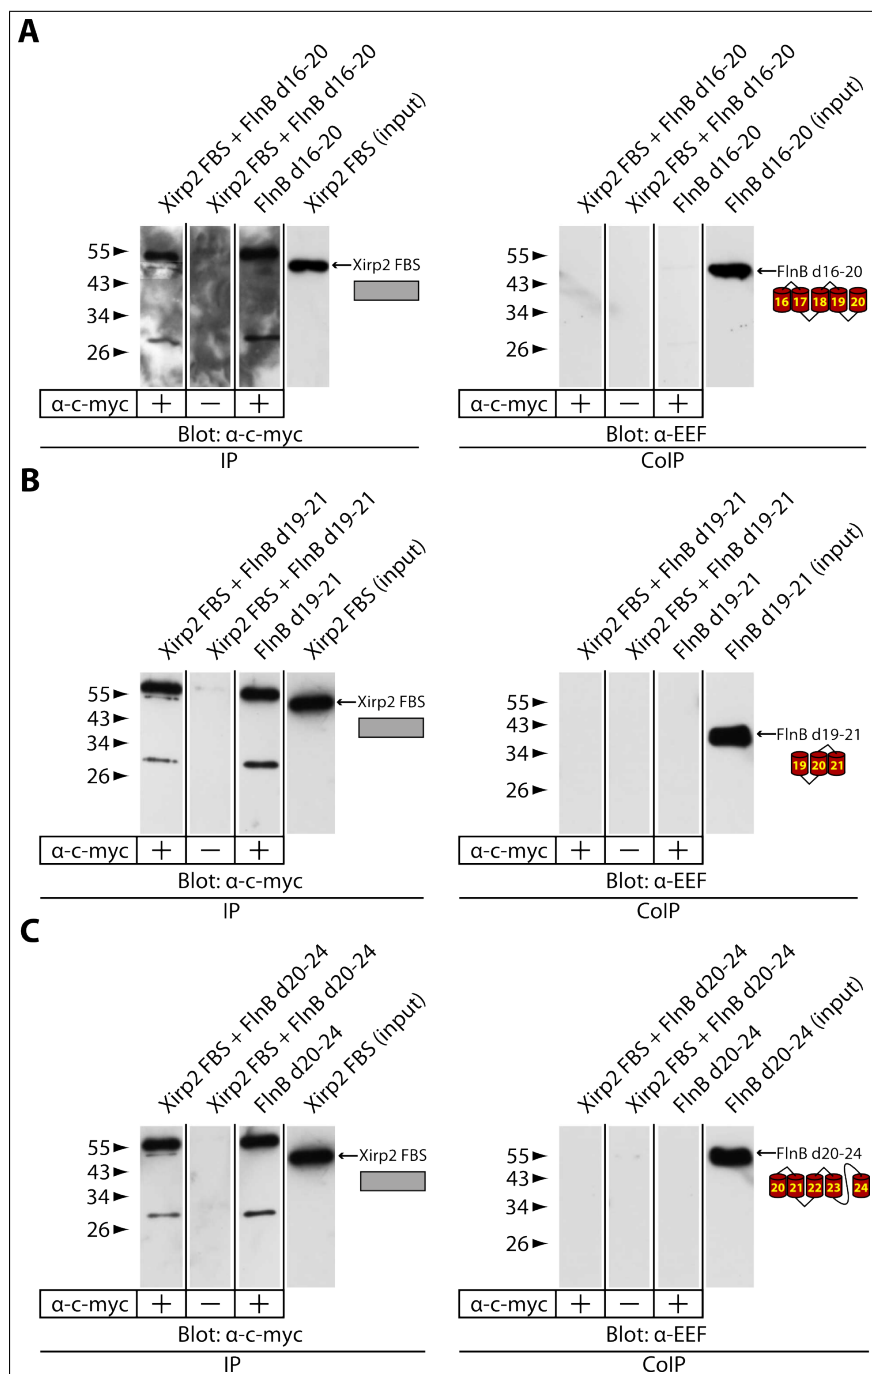 A
Xirp2 FBS + FlnB d16-20
Xirp2 FBS + FlnB d16-20
FlnB d16-20
Xirp2 FBS (input)
55
43
34
26
Xirp2 FBS
α-c-myc + − +
Blot: α-c-myc
IP
Xirp2 FBS + FlnB d16-20
Xirp2 FBS + FlnB d16-20
FlnB d16-20
FlnB d16-20 (input)
55
43
34
26
FlnB d16-20
16 17 18 19 20
α-c-myc + − +
Blot: α-EEF
CoIP
B
Xirp2 FBS + FlnB d19-21
Xirp2 FBS + FlnB d19-21
FlnB d19-21
Xirp2 FBS (input)
55
43
34
26
Xirp2 FBS
α-c-myc + − +
Blot: α-c-myc
IP
Xirp2 FBS + FlnB d19-21
Xirp2 FBS + FlnB d19-21
FlnB d19-21
FlnB d19-21 (input)
55
43
34
26
FlnB d19-21
19 20 21
α-c-myc + − +
Blot: α-EEF
CoIP
C
Xirp2 FBS + FlnB d20-24
Xirp2 FBS + FlnB d20-24
FlnB d20-24
Xirp2 FBS (input)
55
43
34
26
Xirp2 FBS
α-c-myc + − +
Blot: α-c-myc
IP
Xirp2 FBS + FlnB d20-24
Xirp2 FBS + FlnB d20-24
FlnB d20-24
FlnB d20-24 (input)
55
43
34
26
FlnB d20-24
20 21 22 23 24
α-c-myc + − +
Blot: α-EEF
CoIP